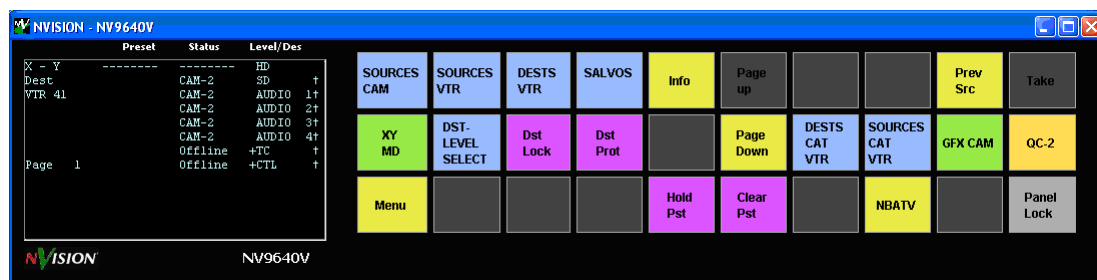 NVISION - NV9640V
Preset Status Level/Des
X - Y -------- -------- HD
Dest CAM-2 SD ↑
VTR 41 CAM-2 AUDIO 1↑
CAM-2 AUDIO 2↑
CAM-2 AUDIO 3↑
CAM-2 AUDIO 4↑
Offline +TC ↑
Page 1 Offline +CTL ↑
NVISION NV9640V
SOURCES CAM
SOURCES VTR
DESTS VTR
SALVOS
Info
Page up
Prev Src
Take
XY MD
DST-LEVEL SELECT
Dst Lock
Dst Prot
Page Down
DESTS CAT VTR
SOURCES CAT VTR
GFX CAM
QC-2
Menu
Hold Pst
Clear Pst
NBATV
Panel Lock